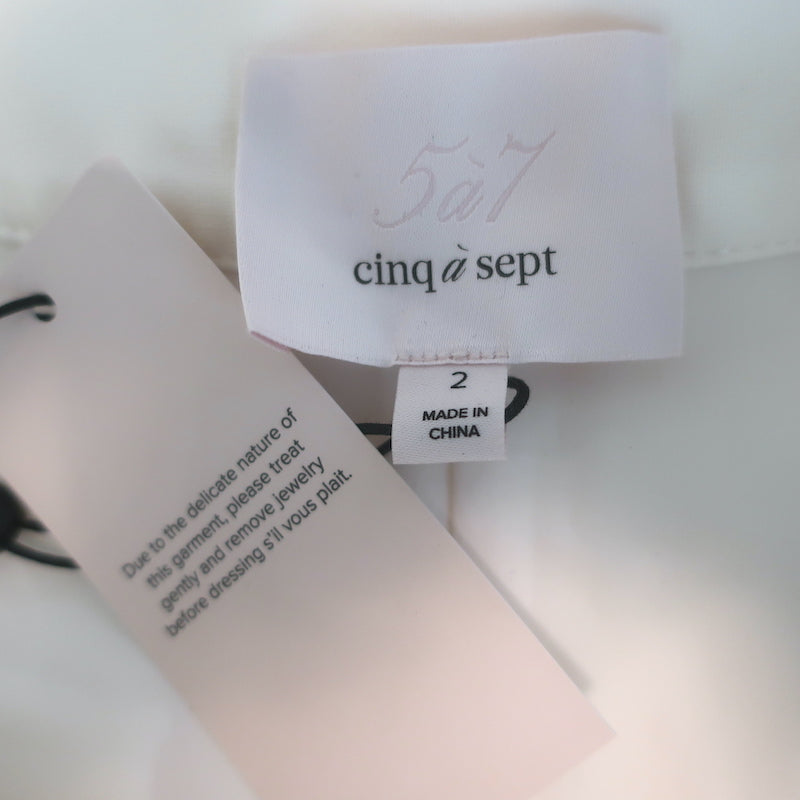 5à7
cinq à sept
2
MADE IN
CHINA
Due to the delicate nature of
this garment, please treat
gently and remove jewelry
before dressing s'il vous plait.